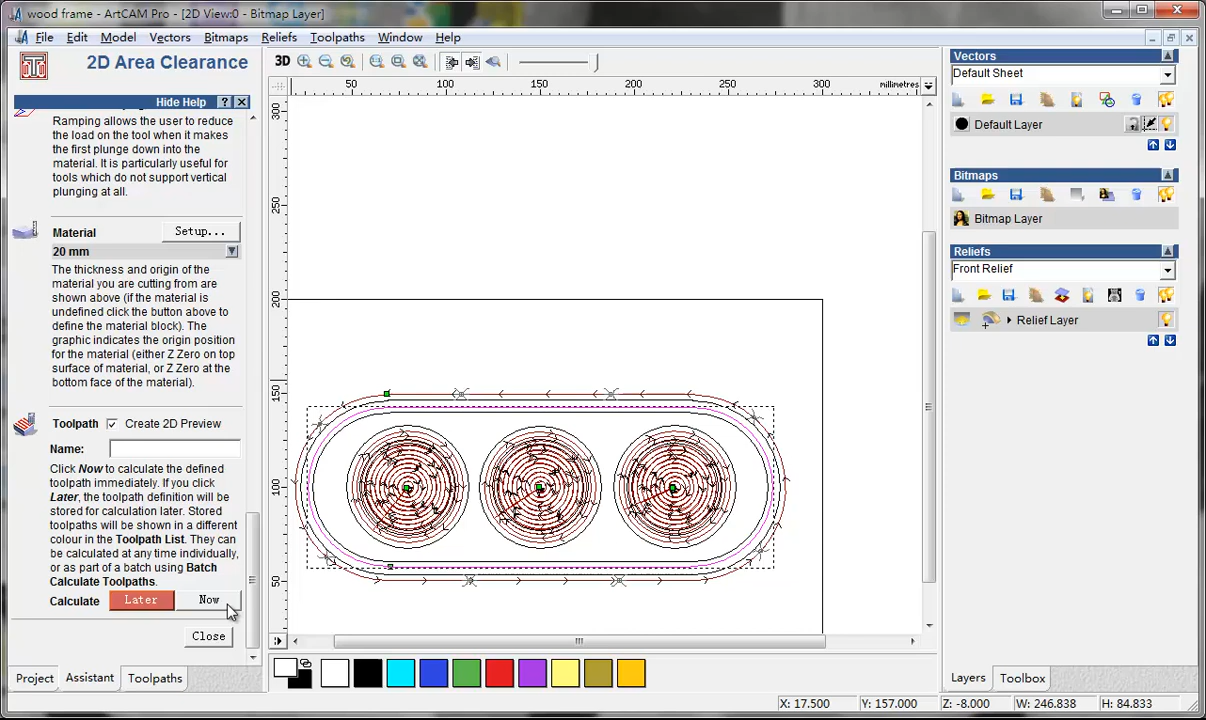 wood frame - ArtCAM Pro - [2D View:0 - Bitmap Layer]
File Edit Model Vectors Bitmaps Reliefs Toolpaths Window Help
2D Area Clearance
Hide Help ?
Ramping allows the user to reduce
the load on the tool when it makes
the first plunge down into the
material. It is particularly useful for
tools which do not support vertical
plunging at all.
Material Setup...
20 mm
The thickness and origin of the
material you are cutting from are
shown above (if the material is
undefined click the button above to
define the material block). The
graphic indicates the origin position
for the material (either Z Zero on top
surface of material, or Z Zero at the
bottom face of the material).
Toolpath Create 2D Preview
Name:
Click Now to calculate the defined
toolpath immediately. If you click
Later, the toolpath definition will be
stored for calculation later. Stored
toolpaths will be shown in a different
colour in the Toolpath List. They can
be calculated at any time individually,
or as part of a batch using Batch
Calculate Toolpaths.
Calculate Later Now
Close
Project Assistant Toolpaths
3D
50 100 150 200 250 300 millimetres
300
250
200
150
100
50
Vectors
Default Sheet
Default Layer
Bitmaps
Bitmap Layer
Reliefs
Front Relief
Relief Layer
Layers Toolbox
X: 17.500 Y: 157.000 Z: -8.000 W: 246.838 H: 84.833